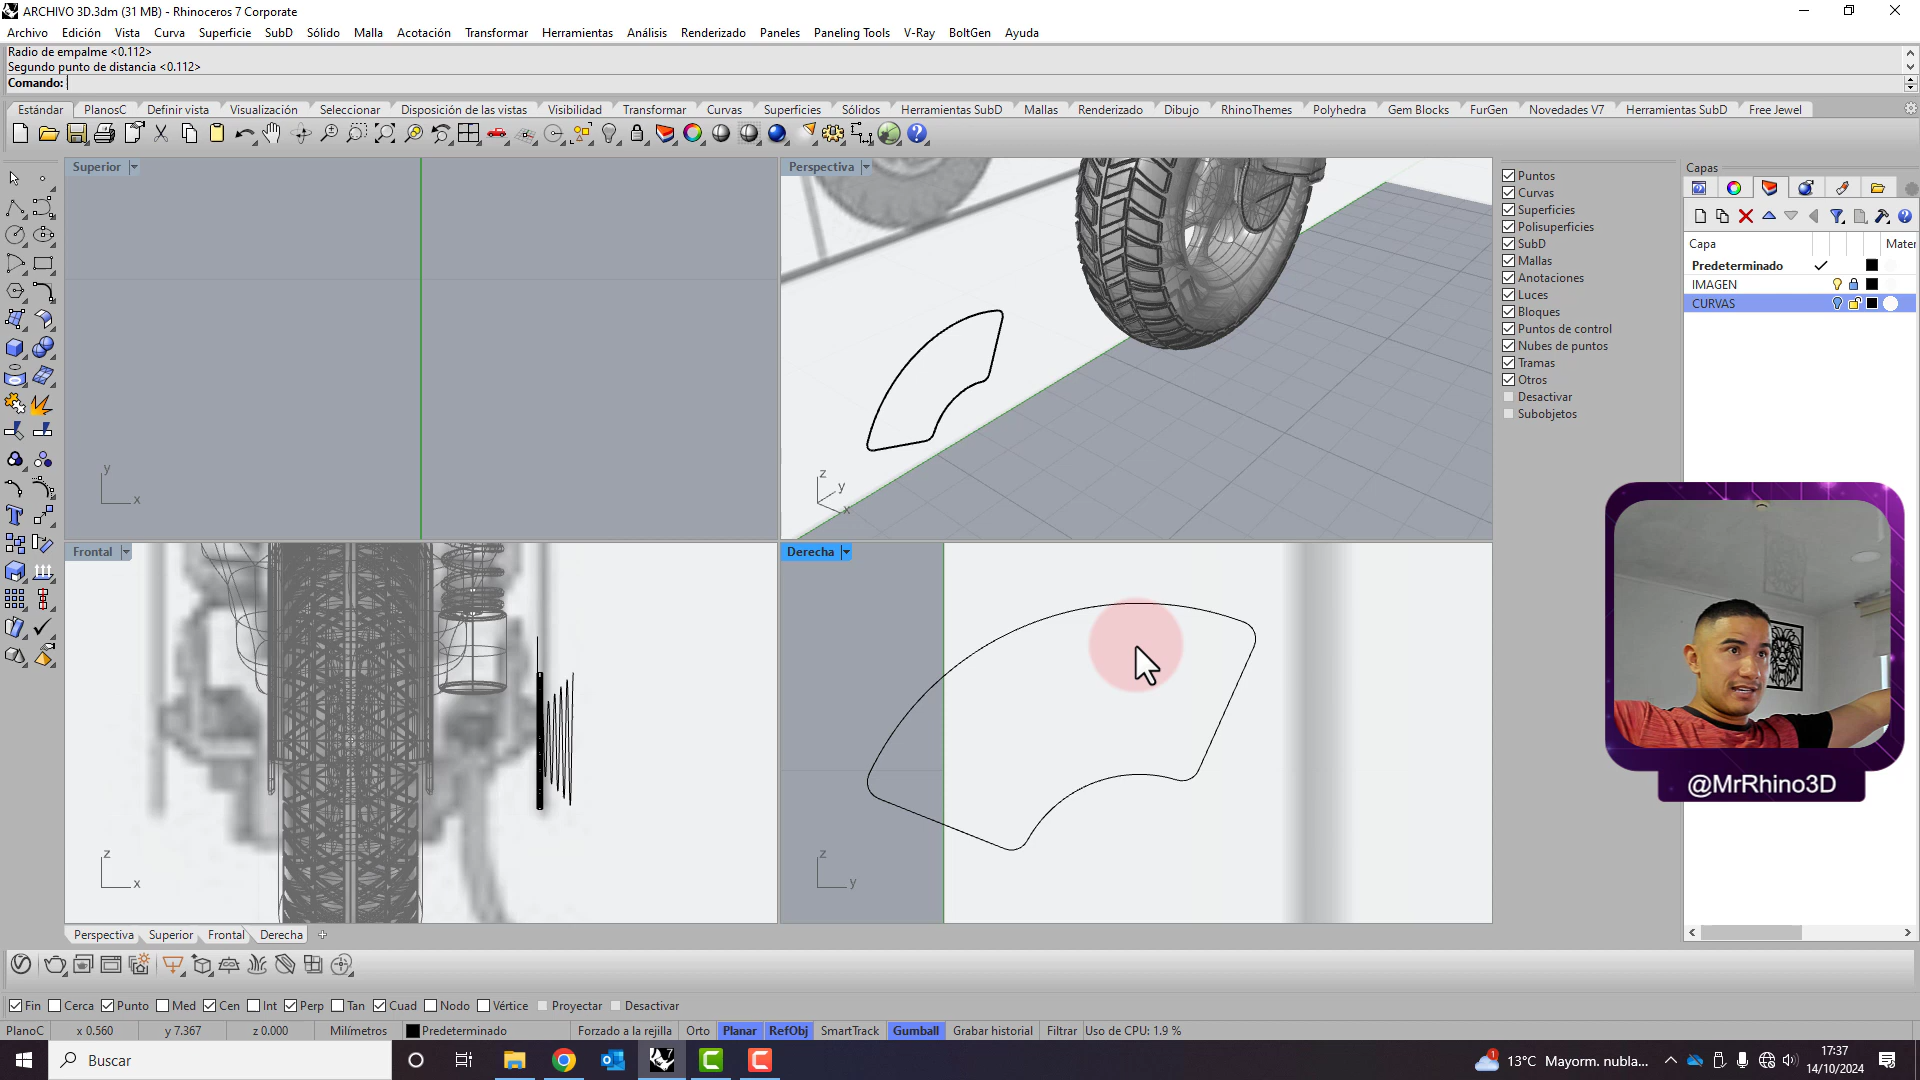 ARCHIVO 3D.3dm (31 MB) - Rhinoceros 7 Corporate
Archivo Edición Vista Curva Superficie SubD Sólido Malla Acotación Transformar Herramientas Análisis Renderizado Paneles Paneling Tools V-Ray BoltGen Ayuda
Radio de empalme <0.112>
Segundo punto de distancia <0.112>
Comando:
Estándar PlanosC Definir vista Visualización Seleccionar Disposición de las vistas Visibilidad Transformar Curvas Superficies Sólidos Herramientas SubD Mallas Renderizado Dibujo RhinoThemes Polyhedra Gem Blocks FurGen Novedades V7 Herramientas SubD Free Jewel
Superior
Perspectiva
Puntos
Curvas
Superficies
Polisuperficies
SubD
Mallas
Anotaciones
Luces
Bloques
Puntos de control
Nubes de puntos
Tramas
Otros
Desactivar
Subobjetos
Capas
Capa Mater
Predeterminado
IMAGEN
CURVAS
y
x
z
y
x
Frontal
Derecha
z
x
z
y
@MrRhino3D
Perspectiva Superior Frontal Derecha
Fin Cerca Punto Med Cen Int Perp Tan Cuad Nodo Vértice Proyectar Desactivar
PlanoC x 0.560 y 7.367 z 0.000 Milímetros Predeterminado Forzado a la rejilla Orto Planar RefObj SmartTrack Gumball Grabar historial Filtrar Uso de CPU: 1.9 %
Buscar
7
1
13°C Mayorm. nubla...
17:37
14/10/2024